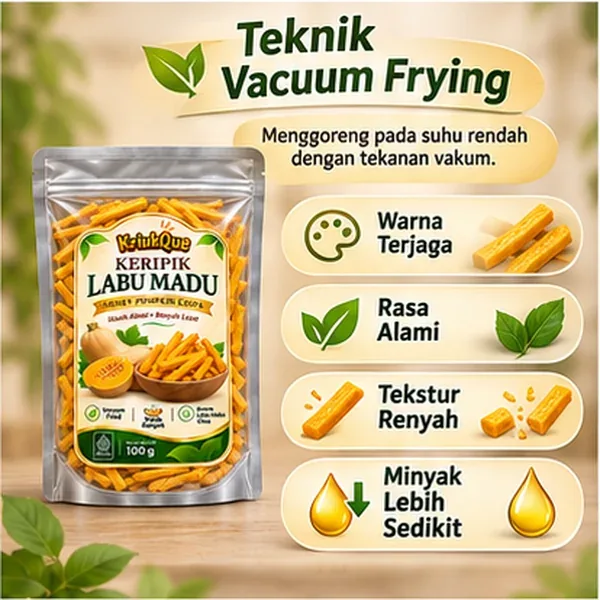 Teknik
Vacuum Frying
Menggoreng pada suhu rendah
dengan tekanan vakum.
KriukQue
KERIPIK
LABU MADU
Warna
Terjaga
Rasa
Alami
Tekstur
Renyah
Minyak
Lebih
Sedikit
100 g